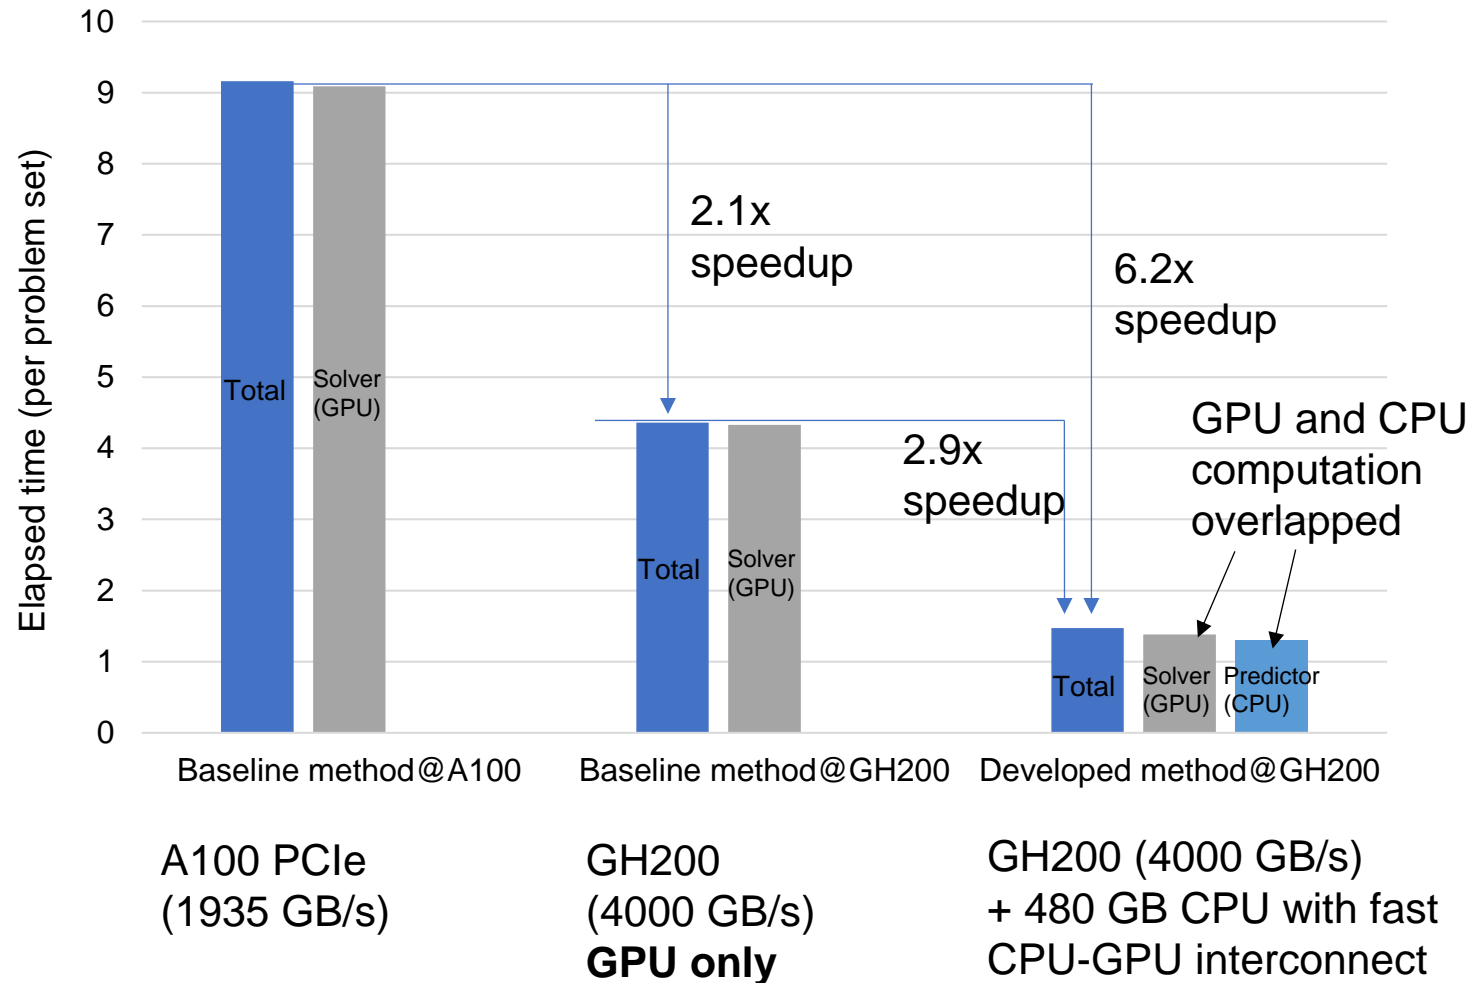 Elapsed time (per problem set)
10
9
8
7
6
5
4
3
2
1
0
2.1x
speedup
6.2x
speedup
2.9x
speedup
GPU and CPU
computation
overlapped
Total
Solver
(GPU)
Total
Solver
(GPU)
Total
Solver
(GPU)
Predictor
(CPU)
Baseline method@A100
Baseline method@GH200
Developed method@GH200
A100 PCIe
(1935 GB/s)
GH200
(4000 GB/s)
GPU only
GH200 (4000 GB/s)
+ 480 GB CPU with fast
CPU-GPU interconnect